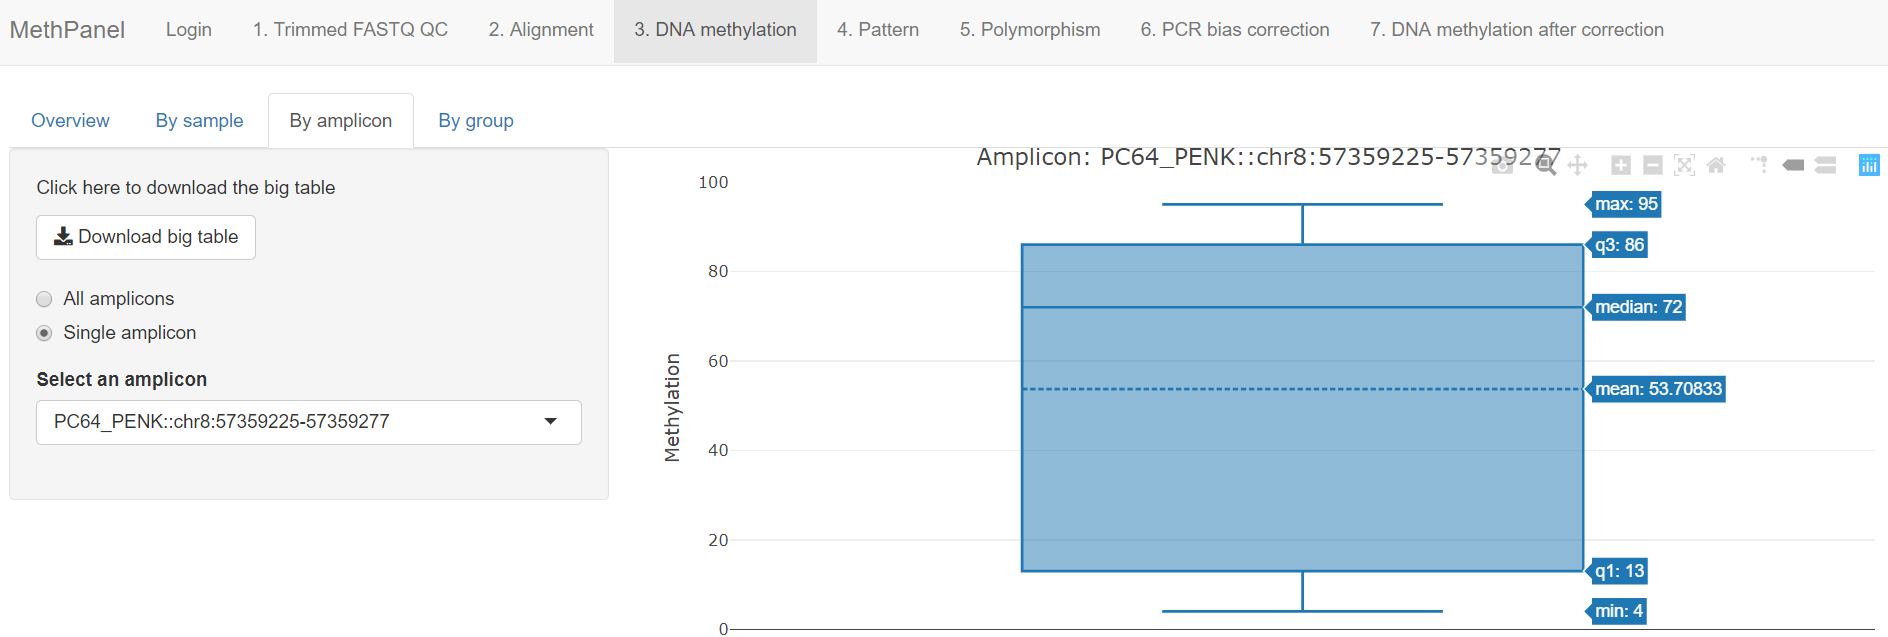 MethPanel Login 1. Trimmed FASTQ QC 2. Alignment 3. DNA methylation 4. Pattern 5. Polymorphism 6. PCR bias correction 7. DNA methylation after correction
Overview By sample By amplicon By group
Click here to download the big table
Download big table
All amplicons
Single amplicon
Select an amplicon
PC64_PENK::chr8:57359225-57359277
Amplicon: PC64_PENK::chr8:57359225-57359277
100
80
60
40
20
0
Methylation
max: 95
q3: 86
median: 72
mean: 53.70833
q1: 13
min: 4